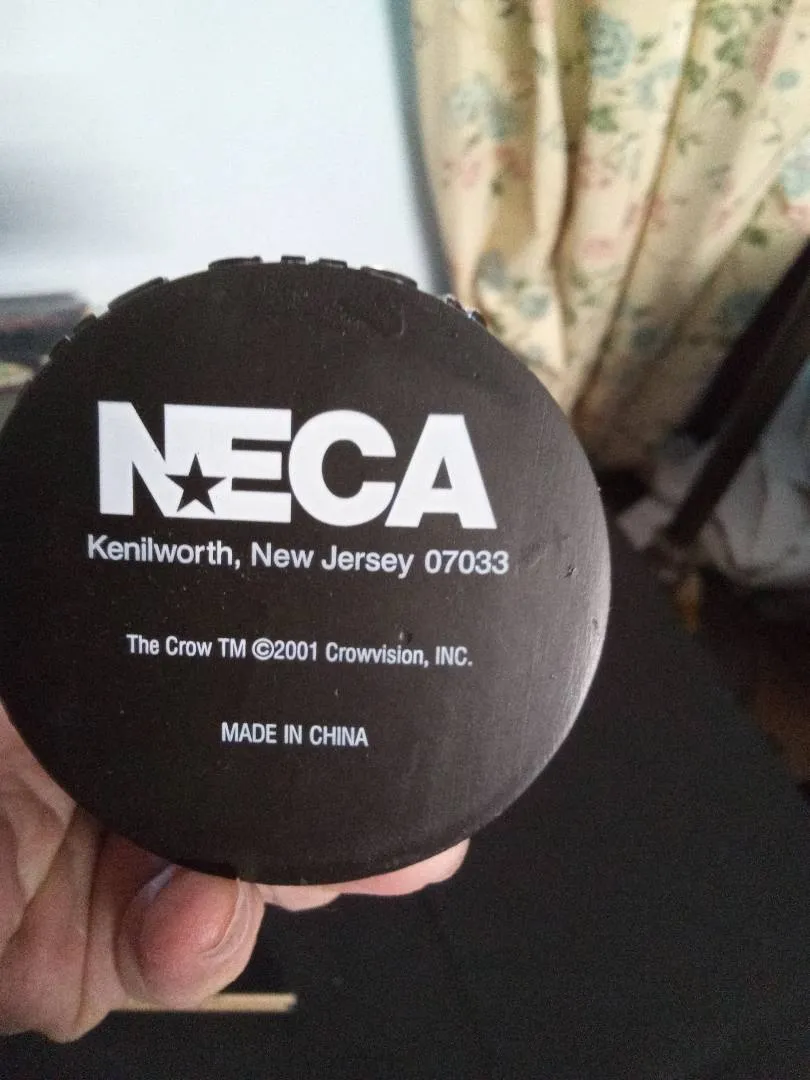 NECA
Kenilworth, New Jersey 07033
The Crow TM ©2001 Crowvision, INC.
MADE IN CHINA